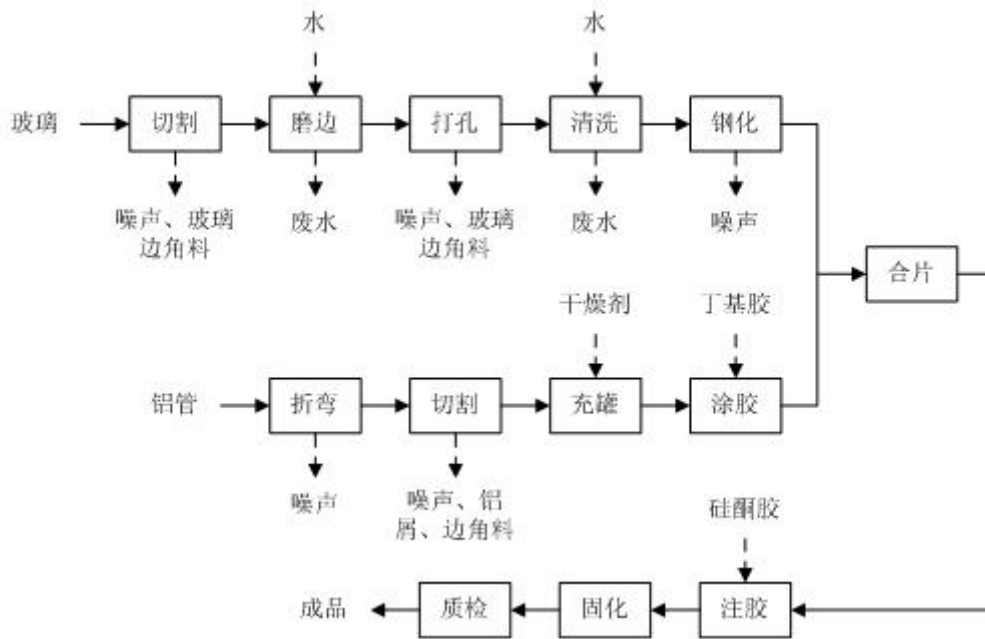 水
水
玻璃
切割
磨边
打孔
清洗
钢化
噪声、玻璃
边角料
废水
噪声、玻璃
边角料
废水
噪声
合片
干燥剂
丁基胶
铝管
折弯
切割
充罐
涂胶
噪声
噪声、铝
屑、边角料
硅酮胶
成品
质检
固化
注胶